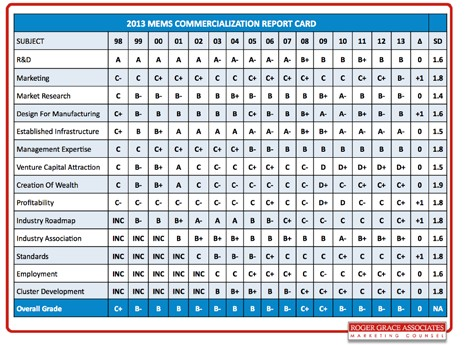 2013 MEMS COMMERCIALIZATION REPORT CARD
SUBJECT 98 99 00 01 02 03 04 05 06 07 08 09 10 11 12 13 Δ SD
R&D A A A A A A- A- A- A- A- B+ B B B+ B B 0 1.6
Marketing C- C C+ C+ C+ C C+ C C C+ C C C C+ C+ B- +1 1.8
Market Research C B- B- B- B B B+ B- B B B B+ A- B B- B- 0 1.4
Design For Manufacturing C+ B- B B B B B C+ B- B+ A- A- B+ B+ B B +1 1.6
Established Infrastructure C+ B B+ A A A A A A A A- A- A- A- B+ B+ 0 1.5
Management Expertise C C C+ C+ C+ C+ C+ B- B- B- B- B- B B B B 0 1.8
Venture Capital Attraction C B- B+ A C C- C- C C+ C+ C D D+ D+ C- C- 0 1.5
Creation Of Wealth C B- B+ A C C- C- C- C C C- D+ C- C+ C+ C+ 0 1.9
Profitability C- C- C- C- C- C- C- C C C C- D+ D C- C C+ +1 1.8
Industry Roadmap INC B- B B+ A- A A B B- C+ C- C- C C C C+ +1 1.8
Industry Association INC INC INC B B+ B+ B+ B B+ B+ B B A- B+ B+ B+ 0 1.6
Standards INC INC INC INC C B- B- B- C+ C+ C C C C C C+ +1 1.8
Employment INC INC INC INC C C C C+ C+ C+ C C- C C C+ C+ 0 1.6
Cluster Development INC INC INC INC INC B B+ B+ B B- C+ C+ C C C C 0 1.8
Overall Grade C+ B- B B B- B- B B- B- B- C+ C+ B- B- B- B- 0 NA
ROGER GRACE ASSOCIATES
MARKETING COUNSEL